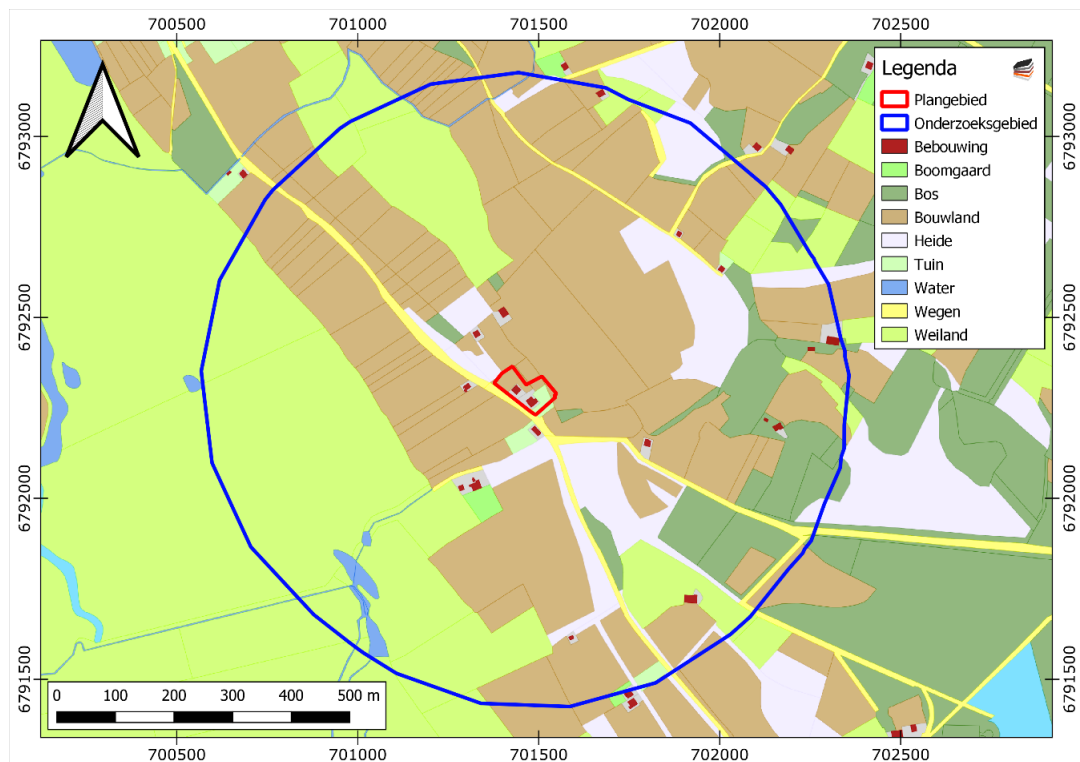 700500 701000 701500 702000 702500
6793000
6792500
6792000
6791500
Legenda
Plangebied
Onderzoeksgebied
Bebouwing
Boomgaard
Bos
Bouwland
Heide
Tuin
Water
Wegen
Weiland
6793000
6792500
6792000
6791500
0 100 200 300 400 500 m
700500 701000 701500 702000 702500